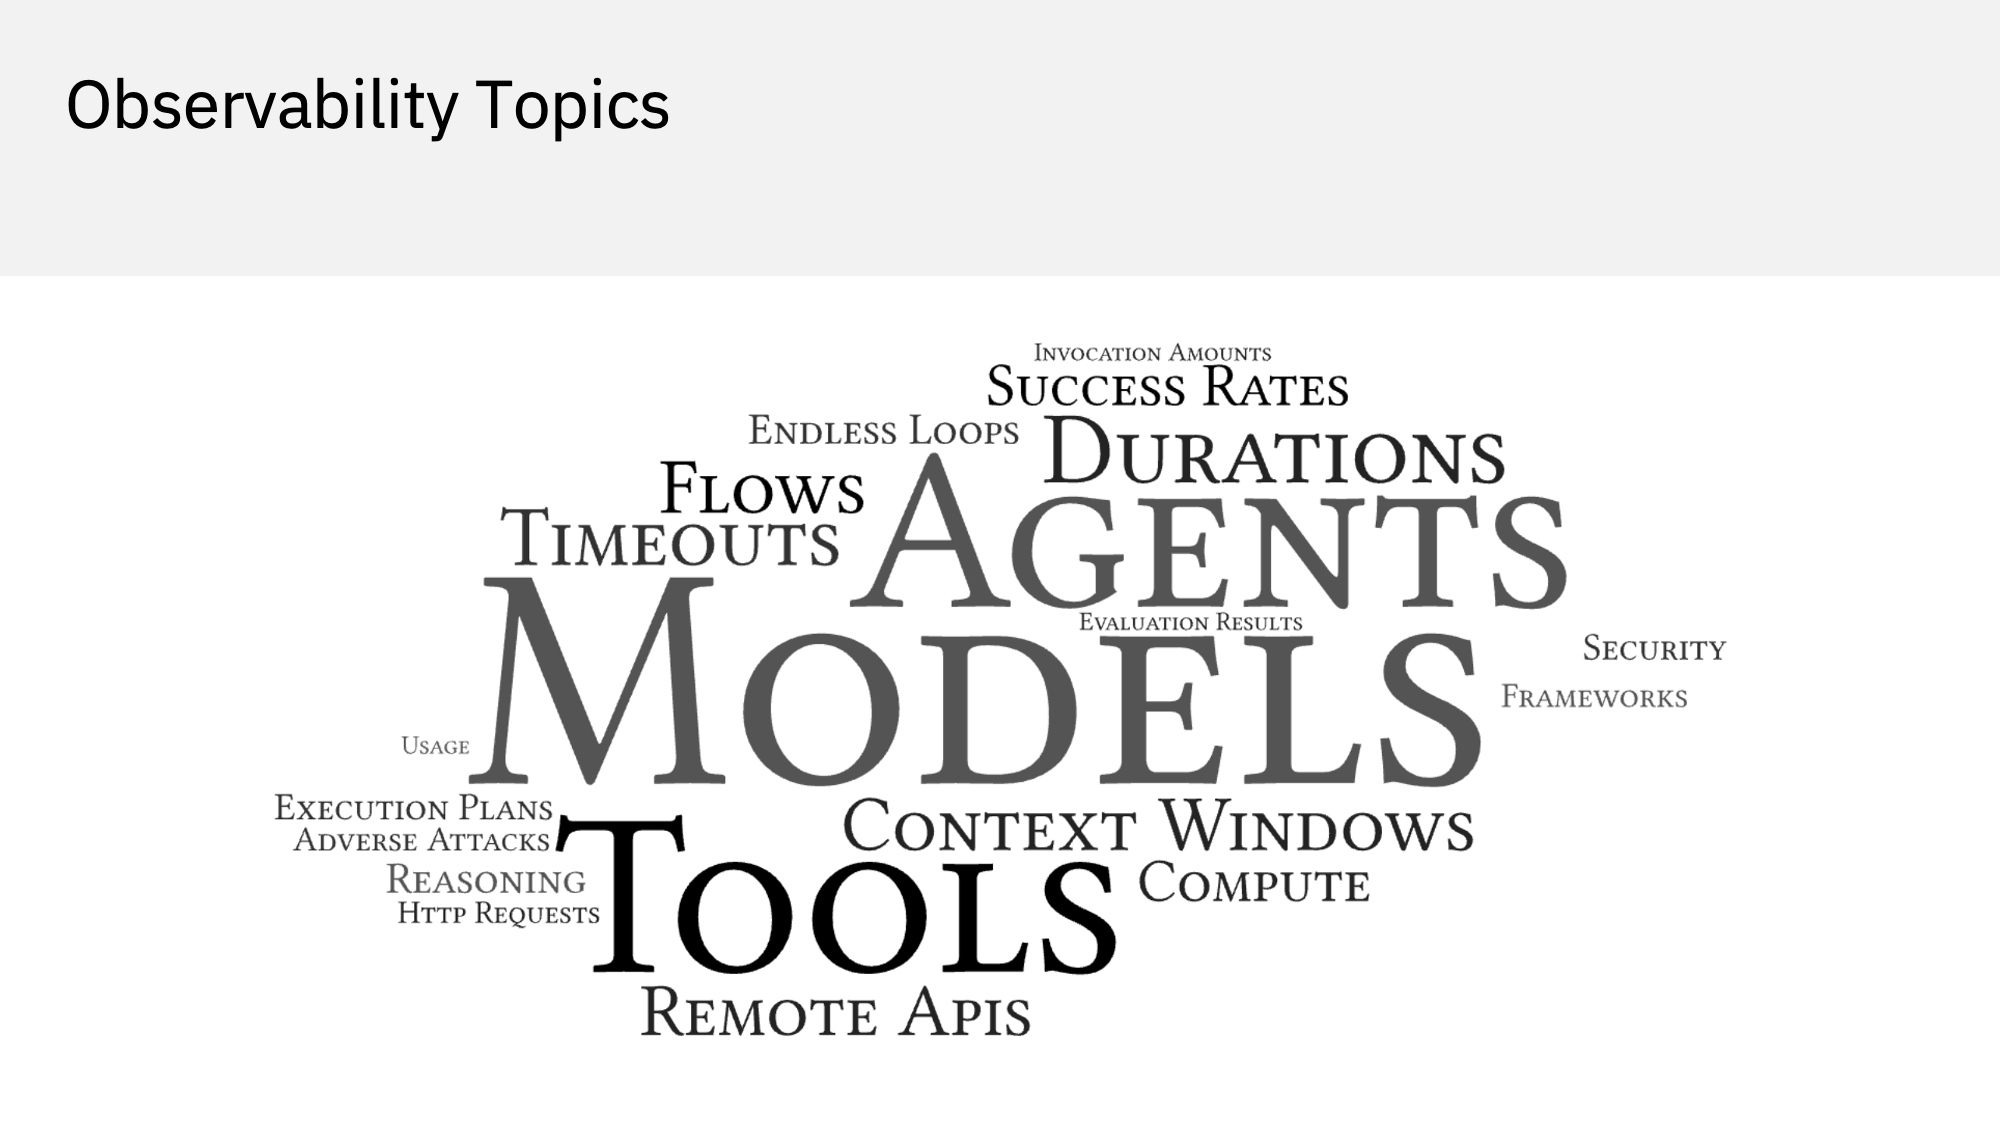 Observability Topics
Invocation Amounts
Success Rates
Endless Loops
Durations
Flows
Timeouts
Agents
Evaluation Results
Models
Security
Frameworks
Usage
Execution Plans
Adverse Attacks
Context Windows
Tools
Reasoning
Compute
Http Requests
Remote Apis